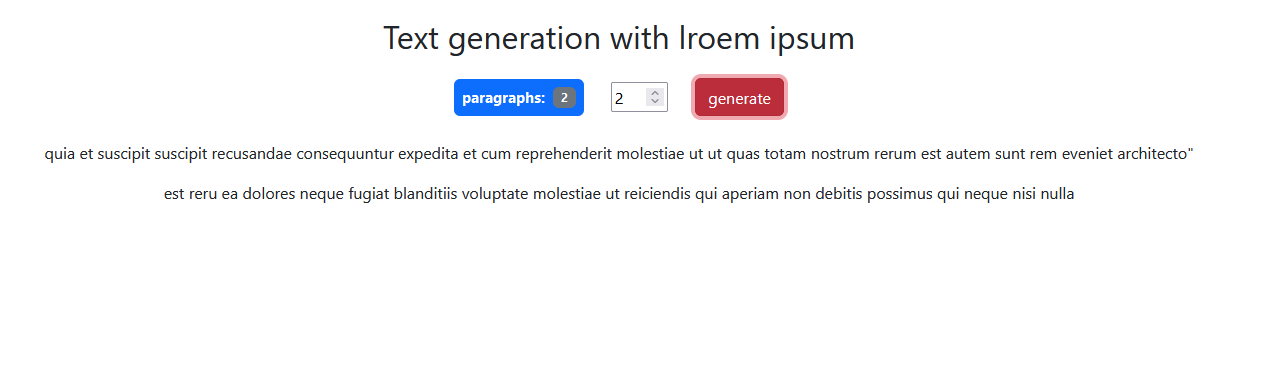 Text generation with lroem ipsum
paragraphs: 2 2 generate
quia et suscipit suscipit recusandae consequuntur expedita et cum reprehenderit molestiae ut ut quas totam nostrum rerum est autem sunt rem eveniet architecto"
est reru ea dolores neque fugiat blanditiis voluptate molestiae ut reiciendis qui aperiam non debitis possimus qui neque nisi nulla